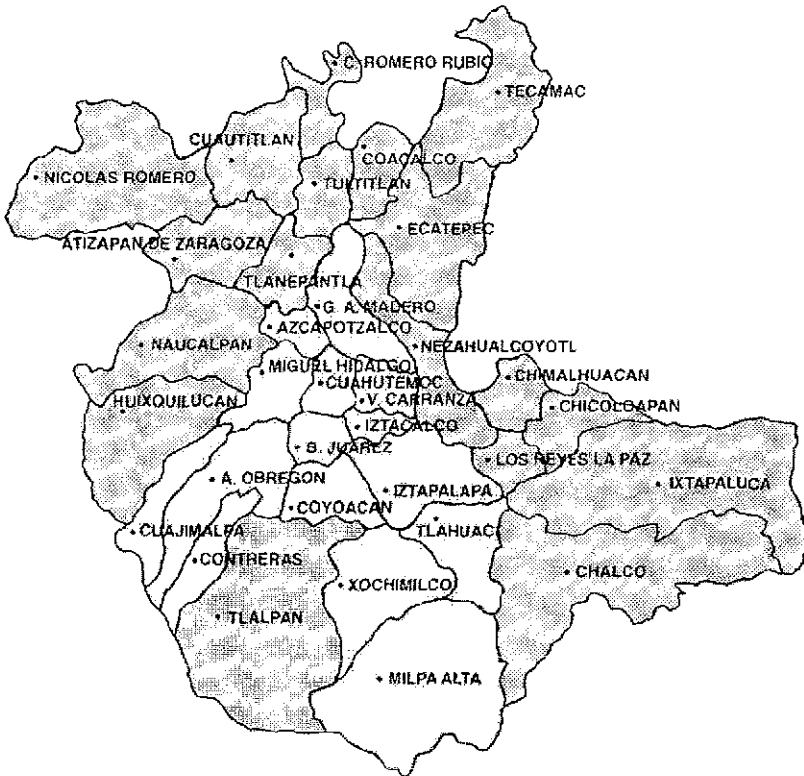 C. ROMERO RUBIO
TECAMAC
CUAUTITLAN
COACALCO
NICOLAS ROMERO
TULTITLAN
ECATEPEC
ATIZAPAN DE ZARAGOZA
TLANEPANTLA
G. A. MADERO
AZCAPOTZALCO
NAUCALPAN
NEZAHUALCOYOTL
MIGUEL HIDALGO
CHIMALHUACAN
CUAHUTEMOC
HUIXQUILUCAN
V. CARRANZA
CHICOLOAPAN
IZTACALCO
B. JUAREZ
LOS REYES LA PAZ
A. OBREGON
IZTAPALAPA
IXTAPALUCA
COYOACAN
TLAHUAC
CUAJIMALPA
CONTRERAS
CHALCO
XOCHIMILCO
TLALPAN
MILPA ALTA